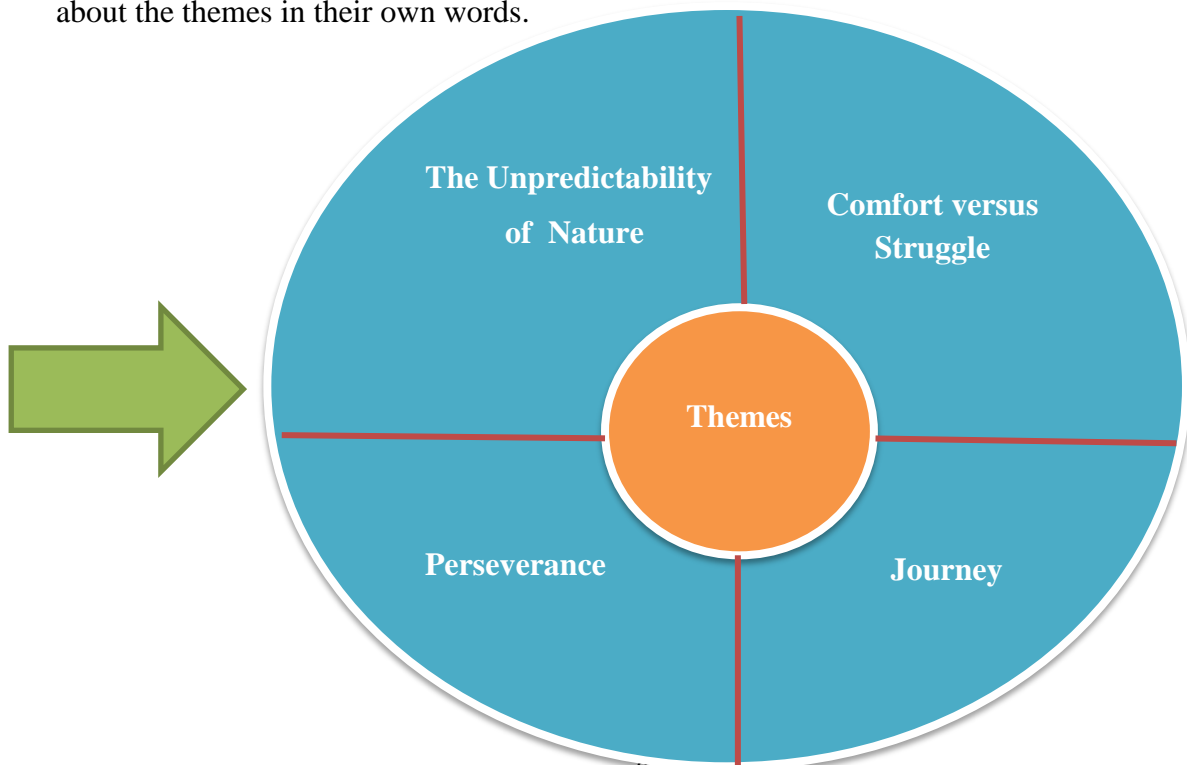 about the themes in their own words.
The Unpredictability
of Nature
Comfort versus
Struggle
Themes
Perseverance
Journey